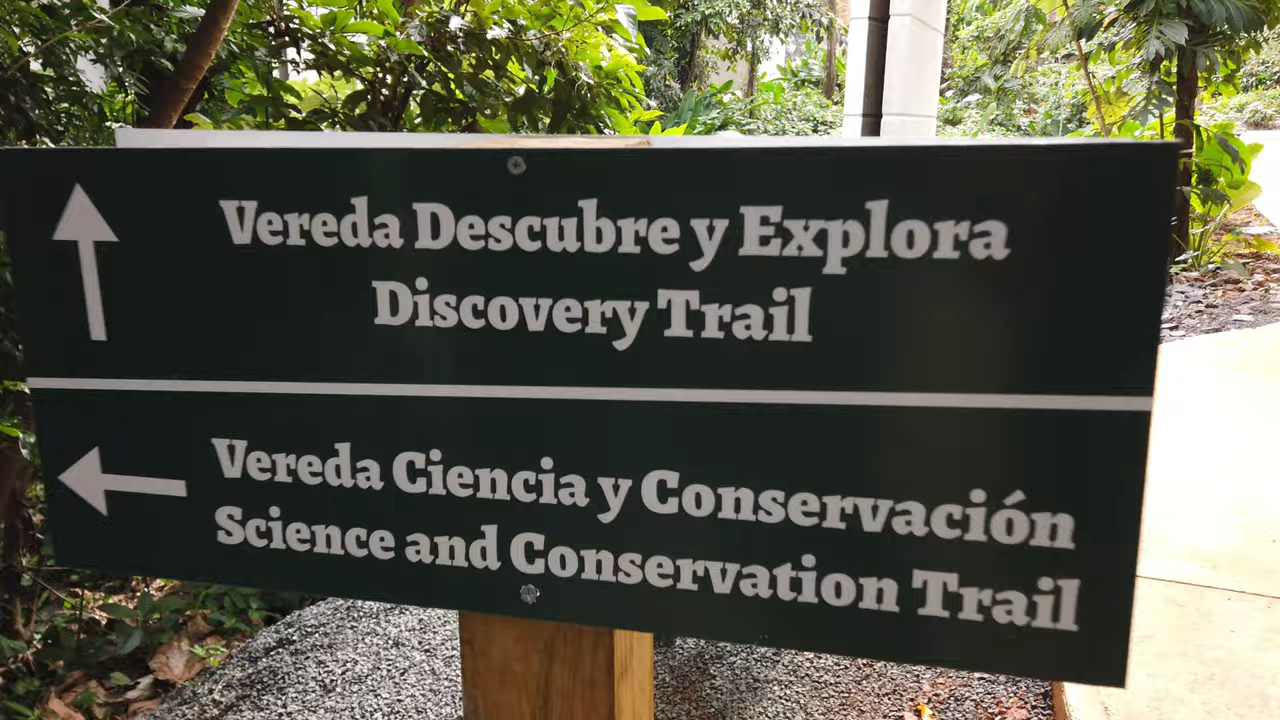 Vereda Descubre y Explora
Discovery Trail
Vereda Ciencia y Conservación
Science and Conservation Trail